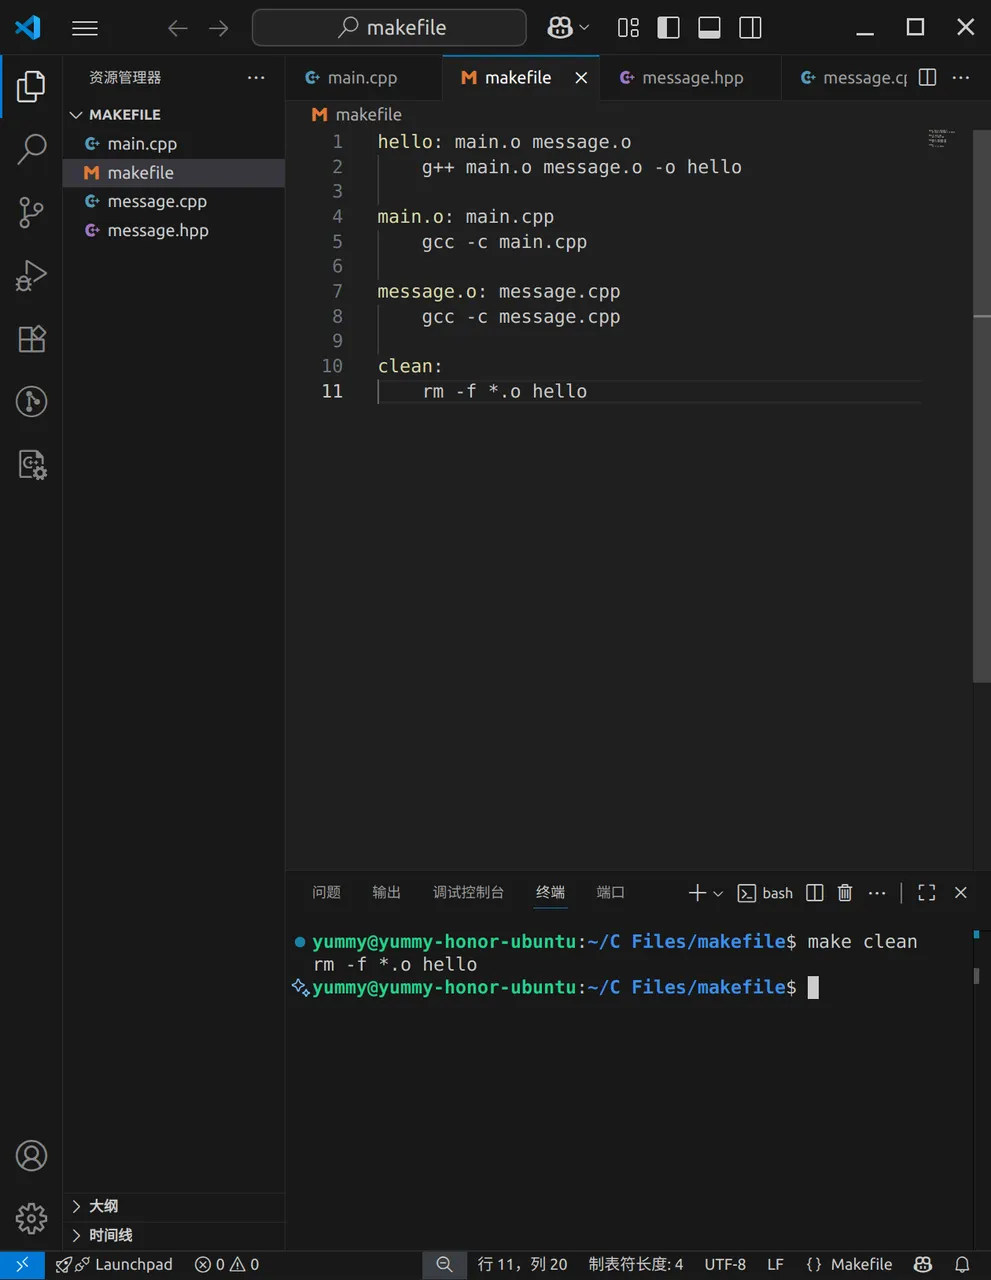 makefile
资源管理器
MAKEFILE
main.cpp
makefile
message.cpp
message.hpp
大纲
时间线
main.cpp
makefile
message.hpp
message.cp
makefile
1 hello: main.o message.o
2 g++ main.o message.o -o hello
3
4 main.o: main.cpp
5 gcc -c main.cpp
6
7 message.o: message.cpp
8 gcc -c message.cpp
9
10 clean:
11 rm -f *.o hello
问题 输出 调试控制台 终端 端口
bash
yummy@yummy-honor-ubuntu:~/C Files/makefile$ make clean
rm -f *.o hello
yummy@yummy-honor-ubuntu:~/C Files/makefile$
Launchpad 0 0 行 11，列 20 制表符长度: 4 UTF-8 LF {} Makefile